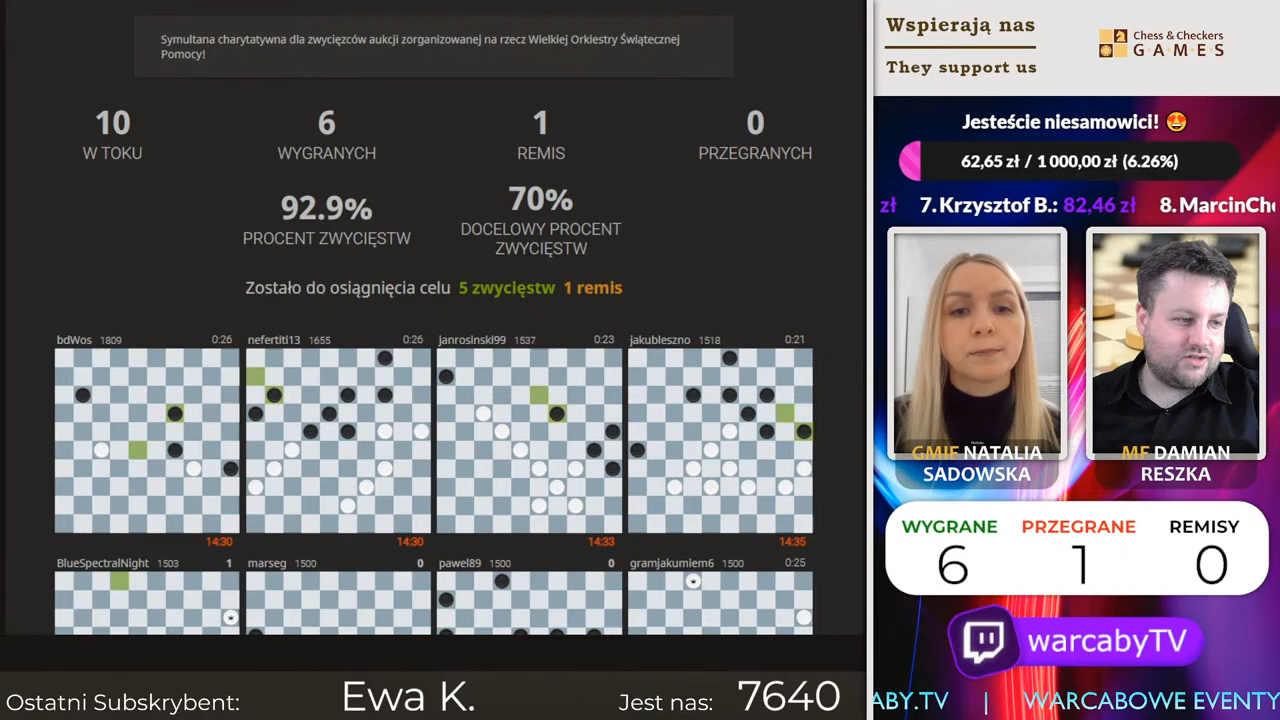 Symultana charytatywna dla zwycięzców aukcji zorganizowanej na rzecz Wielkiej Orkiestry Świątecznej
Pomocy!
10
W TOKU
6
WYGRANYCH
1
REMIS
0
PRZEGRANYCH
92.9%
PROCENT ZWYCIĘSTW
70%
DOCELOWY PROCENT
ZWYCIĘSTW
Zostało do osiągnięcia celu 5 zwycięstw 1 remis
bdWos 1809 0:26
nefertiti13 1655 0:26
janrosinski99 1537 0:23
jakubleszno 1518 0:21
14:30
14:30
14:33
14:35
BlueSpectralNight 1503 1
marseg 1500 0
pawel89 1500 0
gramjakumiem6 1500 0:25
Ostatni Subskrybent: Ewa K.
Jest nas: 7640
Wspierają nas
They support us
Chess & Checkers
GAMES
Jesteście niesamowici! 😍
62,65 zł / 1 000,00 zł (6.26%)
zł 7. Krzysztof B.: 82,46 zł 8. MarcinChe
GMIF NATALIA
SADOWSKA
MF DAMIAN
RESZKA
WYGRANE
6
PRZEGRANE
1
REMISY
0
warcabyTV
ABY.TV | WARCABOWE EVENTY